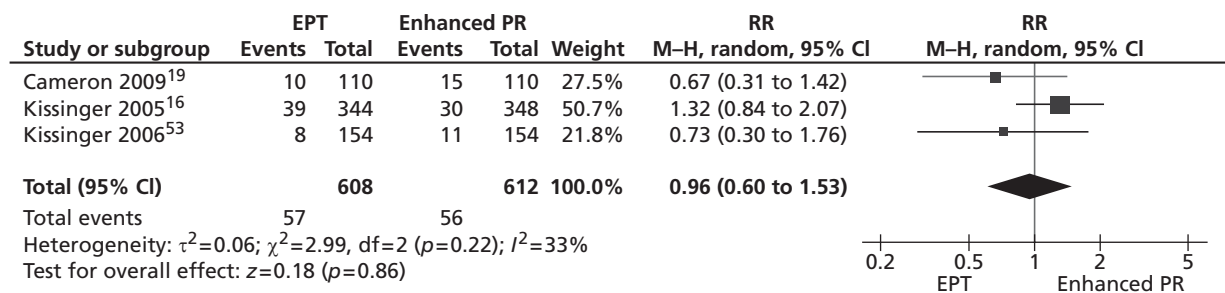 EPT Enhanced PR RR RR
Study or subgroup Events Total Events Total Weight M–H, random, 95% CI M–H, random, 95% CI
Cameron 2009¹⁹ 10 110 15 110 27.5% 0.67 (0.31 to 1.42)
Kissinger 2005¹⁶ 39 344 30 348 50.7% 1.32 (0.84 to 2.07)
Kissinger 2006⁵³ 8 154 11 154 21.8% 0.73 (0.30 to 1.76)
Total (95% CI) 608 612 100.0% 0.96 (0.60 to 1.53)
Total events 57 56
Heterogeneity: τ²=0.06; χ²=2.99, df=2 (p=0.22); I²=33%
Test for overall effect: z=0.18 (p=0.86)
0.2 0.5 1 2 5
EPT Enhanced PR